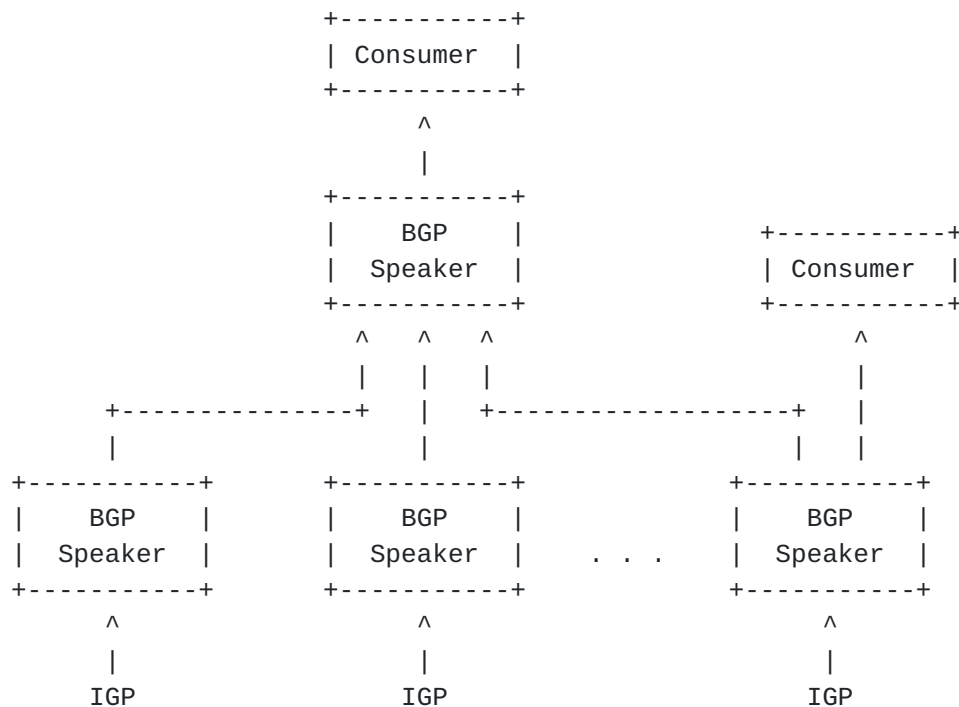 Consumer
BGP
Speaker
Consumer
BGP
Speaker
BGP
Speaker
. . .
BGP
Speaker
IGP
IGP
IGP